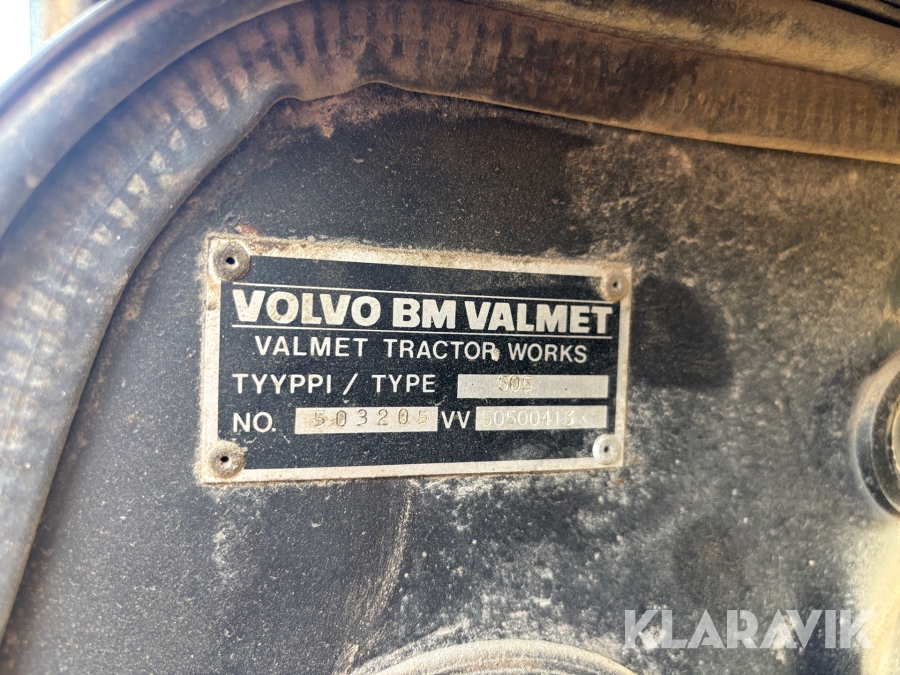 VOLVO BM VALMET
VALMET TRACTOR WORKS
TYYPPI / TYPE 505
NO. 503205 VV 50500413
KLARAVIK